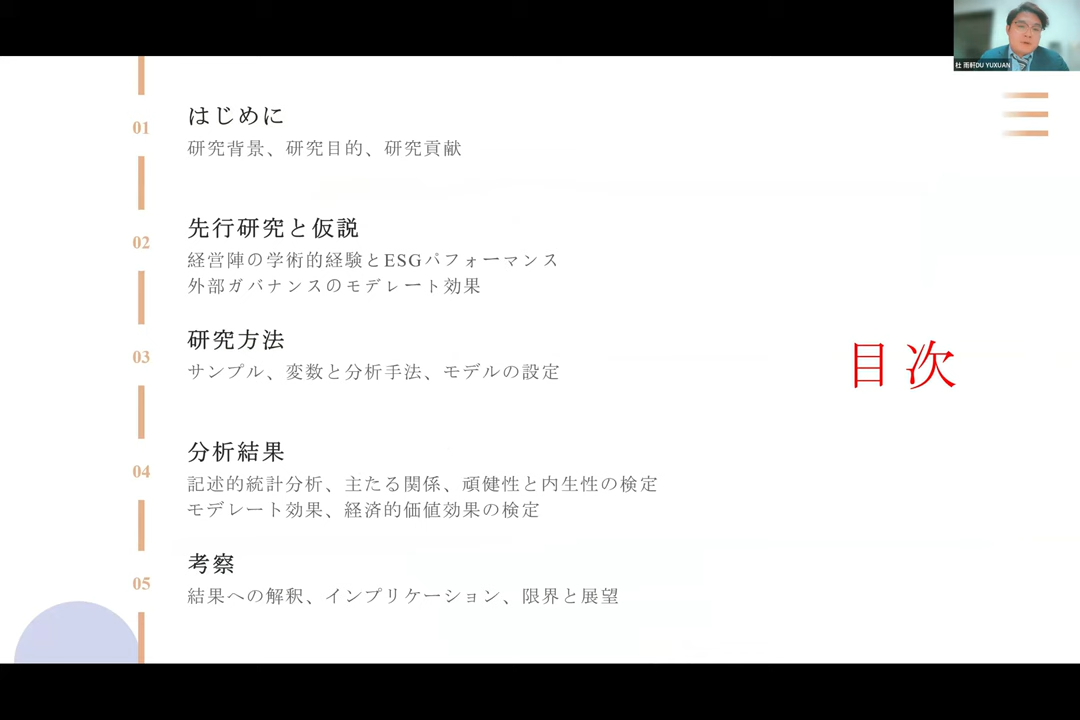 杜 雨軒DU YUXUAN
01
はじめに
研究背景、研究目的、研究貢献
02
先行研究と仮説
経営陣の学術的経験とESGパフォーマンス
外部ガバナンスのモデレート効果
03
研究方法
サンプル、変数と分析手法、モデルの設定
目次
04
分析結果
記述的統計分析、主たる関係、頑健性と内生性の検定
モデレート効果、経済的価値効果の検定
05
考察
結果への解釈、インプリケーション、限界と展望